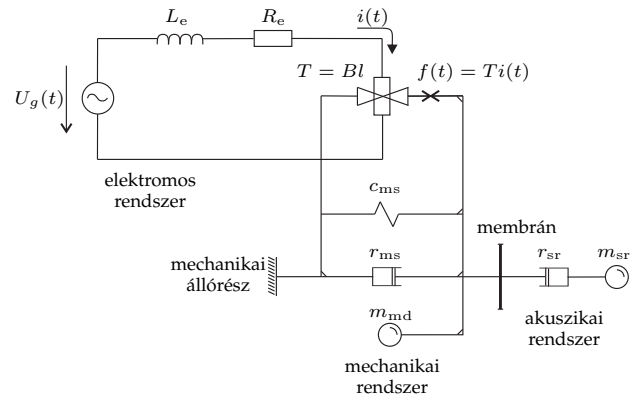 L_e
R_e
i(t)
T = Bl
f(t) = Ti(t)
U_g(t)
elektromos
rendszer
c_ms
membrán
mechanikai
állórész
r_ms
r_sr
m_sr
m_md
akuszikai
rendszer
mechanikai
rendszer